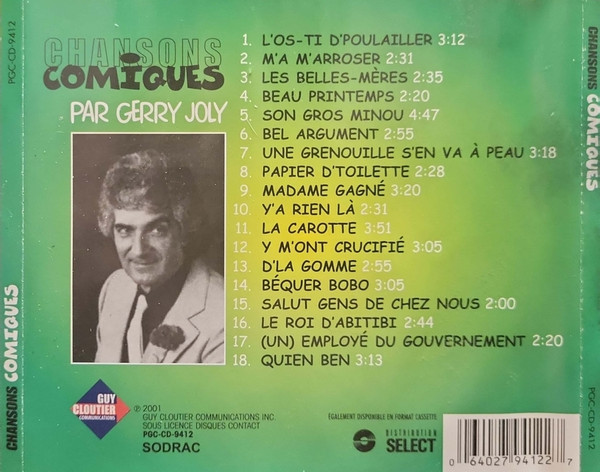 PGC-CD-9412
CHANSONS COMIQUES
CHANSONS
COMIQUES
PAR GERRY JOLY
1. L'OS-TI D'POULAILLER 3:12
2. M'A M'ARROSER 2:31
3. LES BELLES-MÈRES 2:35
4. BEAU PRINTEMPS 2:20
5. SON GROS MINOU 4:47
6. BEL ARGUMENT 2:55
7. UNE GRENOUILLE S'EN VA À PEAU 3:18
8. PAPIER D'TOILETTE 2:28
9. MADAME GAGNÉ 3:20
10. Y'A RIEN LÀ 2:31
11. LA CAROTTE 3:51
12. Y M'ONT CRUCIFIÉ 3:05
13. D'LA GOMME 2:55
14. BÉQUER BOBO 3:05
15. SALUT GENS DE CHEZ NOUS 2:00
16. LE ROI D'ABITIBI 2:44
17. (UN) EMPLOYÉ DU GOUVERNEMENT 2:20
18. QUIEN BEN 3:13
GUY
CLOUTIER
COMMUNICATIONS
℗ 2001
GUY CLOUTIER COMMUNICATIONS INC.
SOUS LICENCE DISQUES CONTACT
PGC-CD-9412
SODRAC
ÉGALEMENT DISPONIBLE EN FORMAT CASSETTE
DISTRIBUTION
SELECT
0 64027 94122 7
CHANSONS COMIQUES
PGC-CD-9412